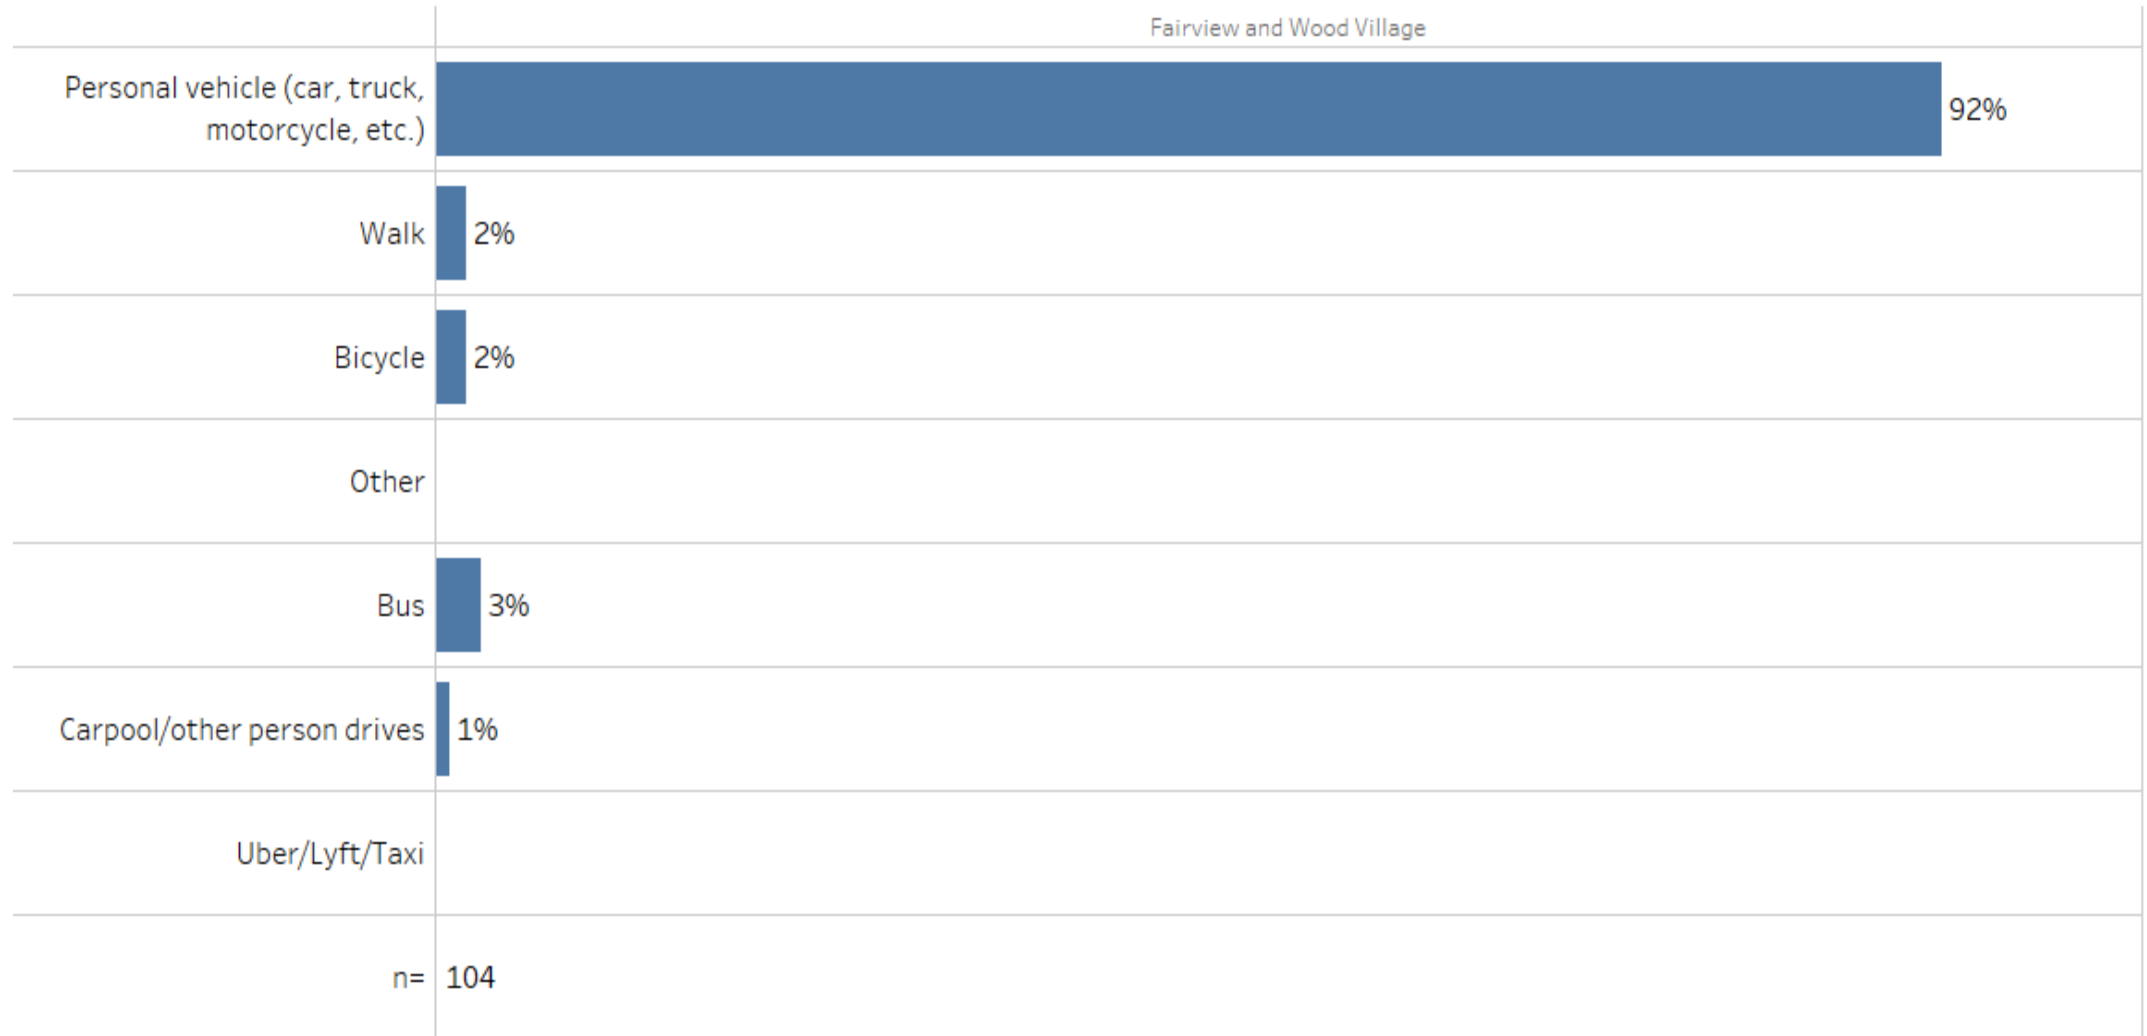 Fairview and Wood Village
Personal vehicle (car, truck,
motorcycle, etc.)
92%
Walk
2%
Bicycle
2%
Other
Bus
3%
Carpool/other person drives
1%
Uber/Lyft/Taxi
n=
104